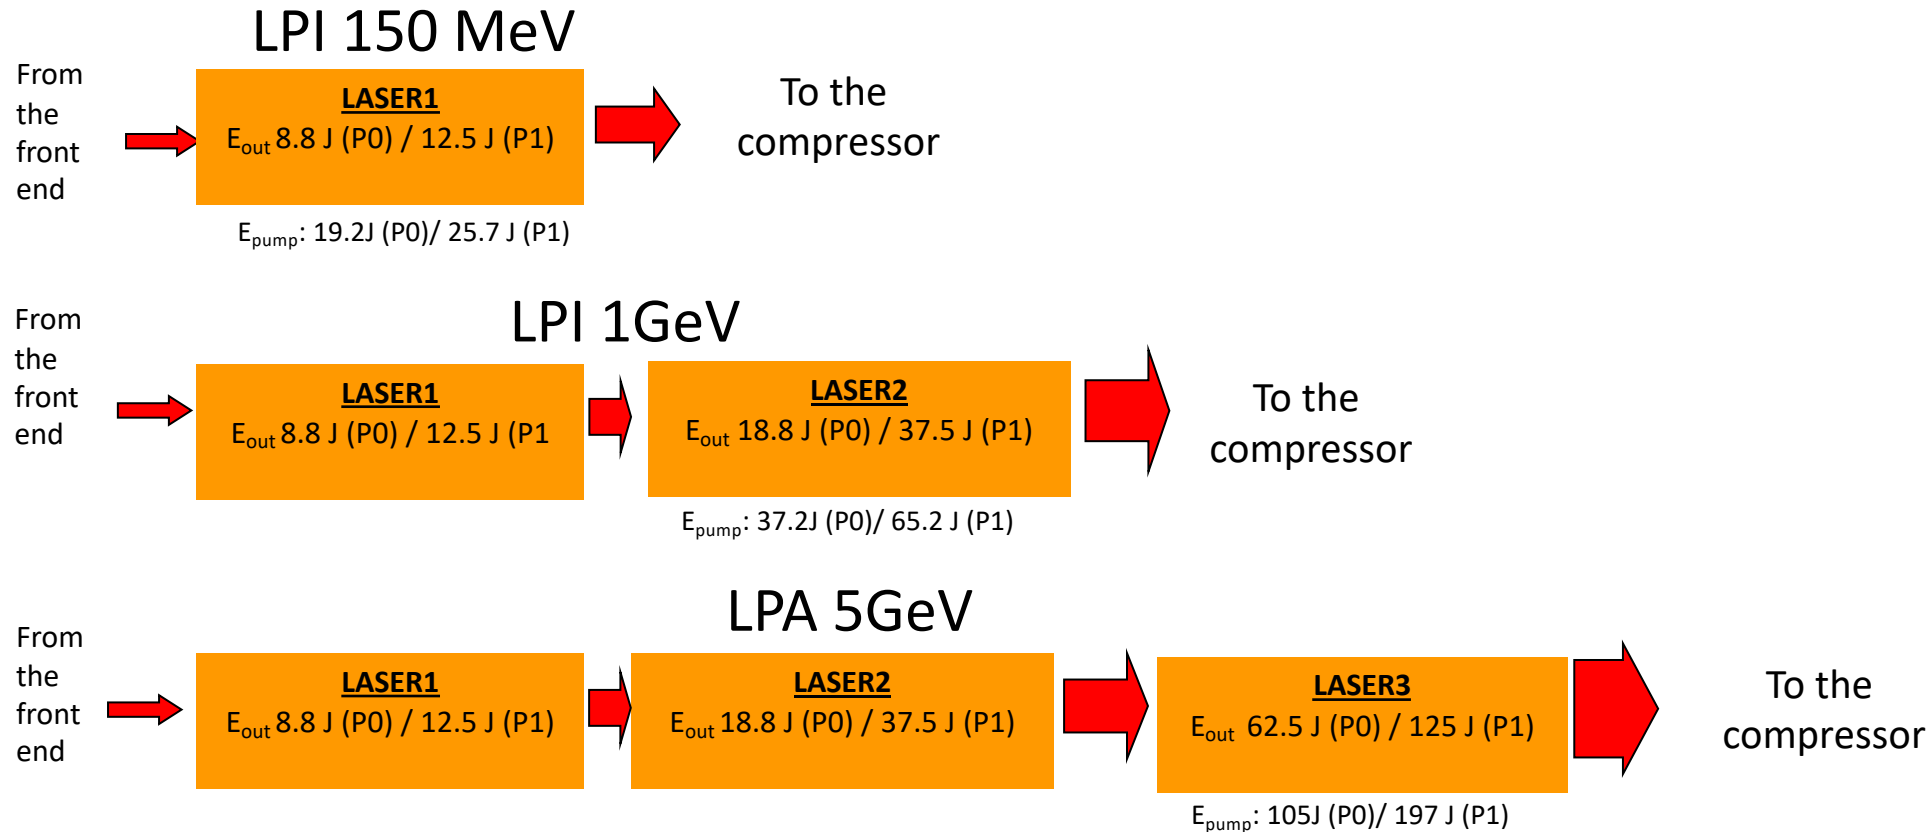 LPI 150 MeV
From
the
front
end
LASER1
Eout 8.8 J (P0) / 12.5 J (P1)
To the
compressor
Epump: 19.2J (P0)/ 25.7 J (P1)
LPI 1GeV
From
the
front
end
LASER1
Eout 8.8 J (P0) / 12.5 J (P1
LASER2
Eout 18.8 J (P0) / 37.5 J (P1)
To the
compressor
Epump: 37.2J (P0)/ 65.2 J (P1)
LPA 5GeV
From
the
front
end
LASER1
Eout 8.8 J (P0) / 12.5 J (P1)
LASER2
Eout 18.8 J (P0) / 37.5 J (P1)
LASER3
Eout 62.5 J (P0) / 125 J (P1)
To the
compressor
Epump: 105J (P0)/ 197 J (P1)